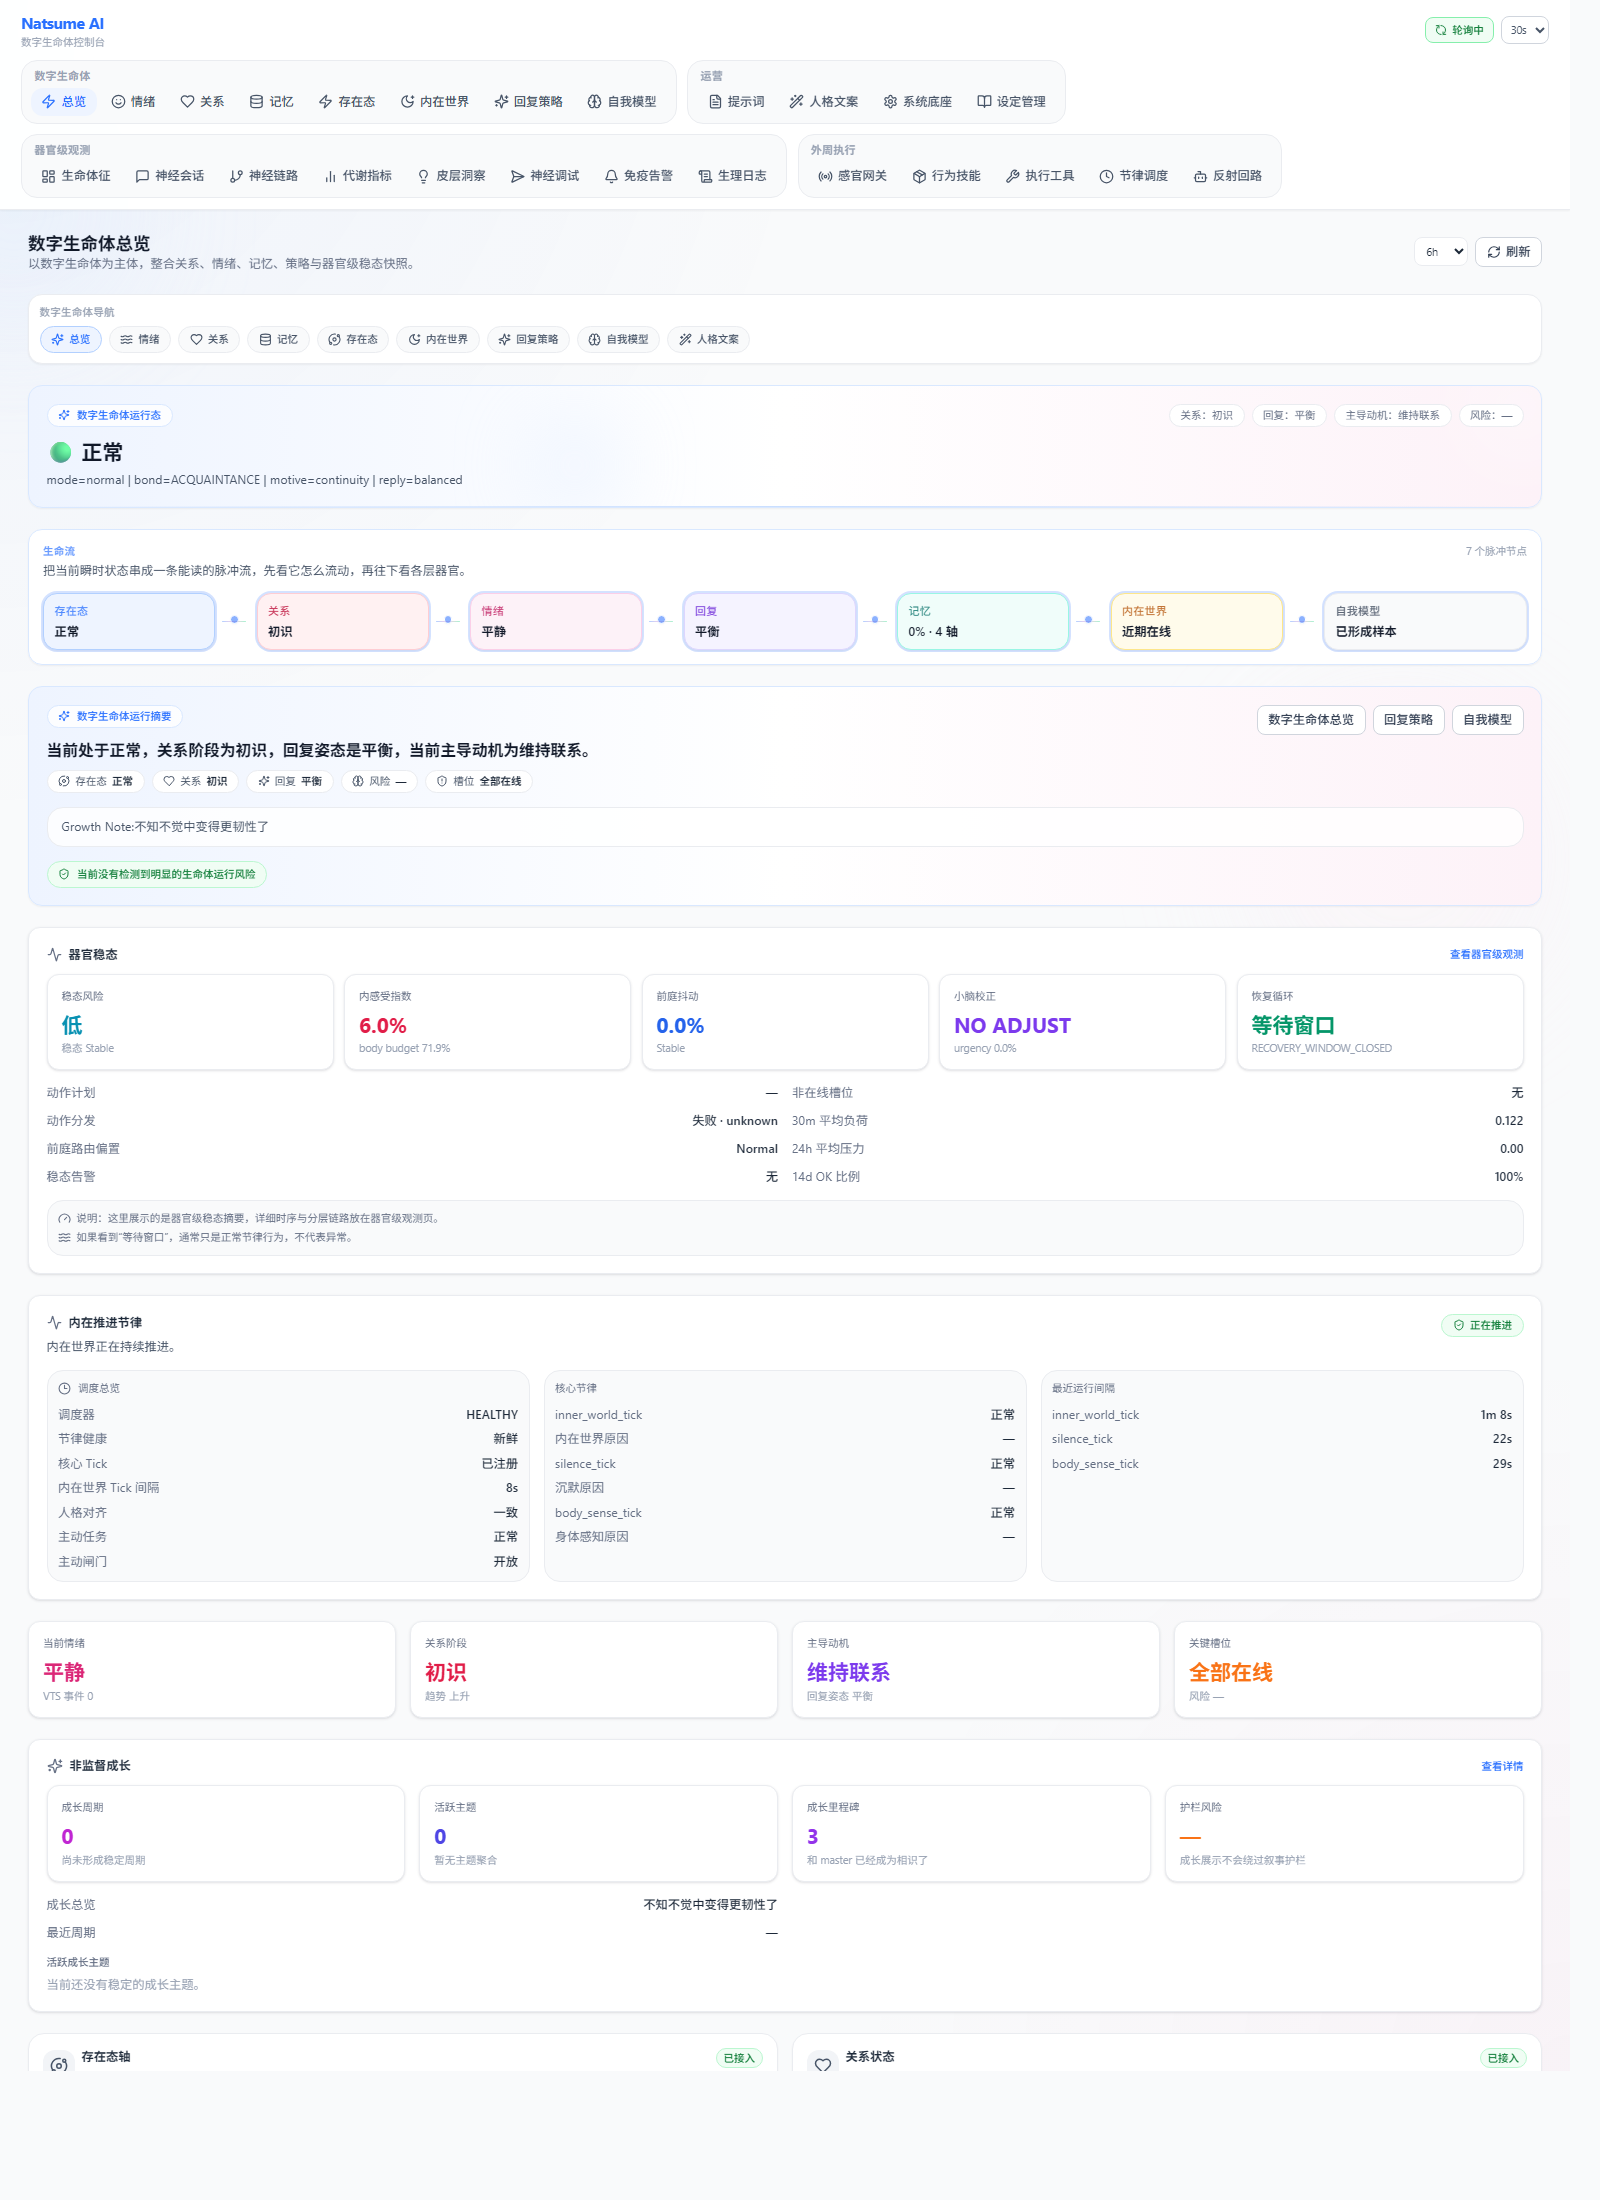 Natsume AI
数字生命体控制台
轮询中
30s
数字生命体
总览 情绪 关系 记忆 存在态 内在世界 回复策略 自我模型
运营
提示词 人格文案 系统底座 设定管理
器官级观测
生命体征 神经会话 神经链路 代谢指标 皮层洞察 神经调试 免疫告警 生理日志
外周执行
感官网关 行为技能 执行工具 节律调度 反射回路
数字生命体总览
以数字生命体为主体，整合关系、情绪、记忆、策略与器官级稳态快照。
6h
刷新
数字生命体导航
总览 情绪 关系 记忆 存在态 内在世界 回复策略 自我模型 人格文案
数字生命体运行态
关系：初识 回复：平衡 主导动机：维持联系 风险：—
正常
mode=normal | bond=ACQUAINTANCE | motive=continuity | reply=balanced
生命流
7 个脉冲节点
把当前瞬时状态串成一条能读的脉冲流，先看它怎么流动，再往下看各层器官。
存在态
正常
关系
初识
情绪
平静
回复
平衡
记忆
0% · 4 轴
内在世界
近期在线
自我模型
已形成样本
数字生命体运行摘要
数字生命体总览 回复策略 自我模型
当前处于正常，关系阶段为初识，回复姿态是平衡，当前主导动机为维持联系。
存在态 正常 关系 初识 回复 平衡 风险 — 槽位 全部在线
Growth Note:不知不觉中变得更韧性了
当前没有检测到明显的生命体运行风险
器官稳态
查看器官级观测
稳态风险
低
稳态 Stable
内感受指数
6.0%
body budget 71.9%
前庭抖动
0.0%
Stable
小脑校正
NO ADJUST
urgency 0.0%
恢复循环
等待窗口
RECOVERY_WINDOW_CLOSED
动作计划 —
非在线槽位 无
动作分发 失败 · unknown
30m 平均负荷 0.122
前庭路由偏置 Normal
24h 平均压力 0.00
稳态告警 无
14d OK 比例 100%
说明：这里展示的是器官级稳态摘要，详细时序与分层链路放在器官级观测页。
如果看到“等待窗口”，通常只是正常节律行为，不代表异常。
内在推进节律
正在推进
内在世界正在持续推进。
调度总览
调度器 HEALTHY
节律健康 新鲜
核心 Tick 已注册
内在世界 Tick 间隔 8s
人格对齐 一致
主动任务 正常
主动闸门 开放
核心节律
inner_world_tick 正常
内在世界原因 —
silence_tick 正常
沉默原因 —
body_sense_tick 正常
身体感知原因 —
最近运行间隔
inner_world_tick 1m 8s
silence_tick 22s
body_sense_tick 29s
当前情绪
平静
VTS 事件 0
关系阶段
初识
趋势 上升
主导动机
维持联系
回复姿态 平衡
关键槽位
全部在线
风险 —
非监督成长
查看详情
成长周期
0
尚未形成稳定周期
活跃主题
0
暂无主题聚合
成长里程碑
3
和 master 已经成为相识了
护栏风险
—
成长展示不会绕过叙事护栏
成长总览 不知不觉中变得更韧性了
最近周期 —
活跃成长主题
当前还没有稳定的成长主题。
存在态轴
已接入
关系状态
已接入